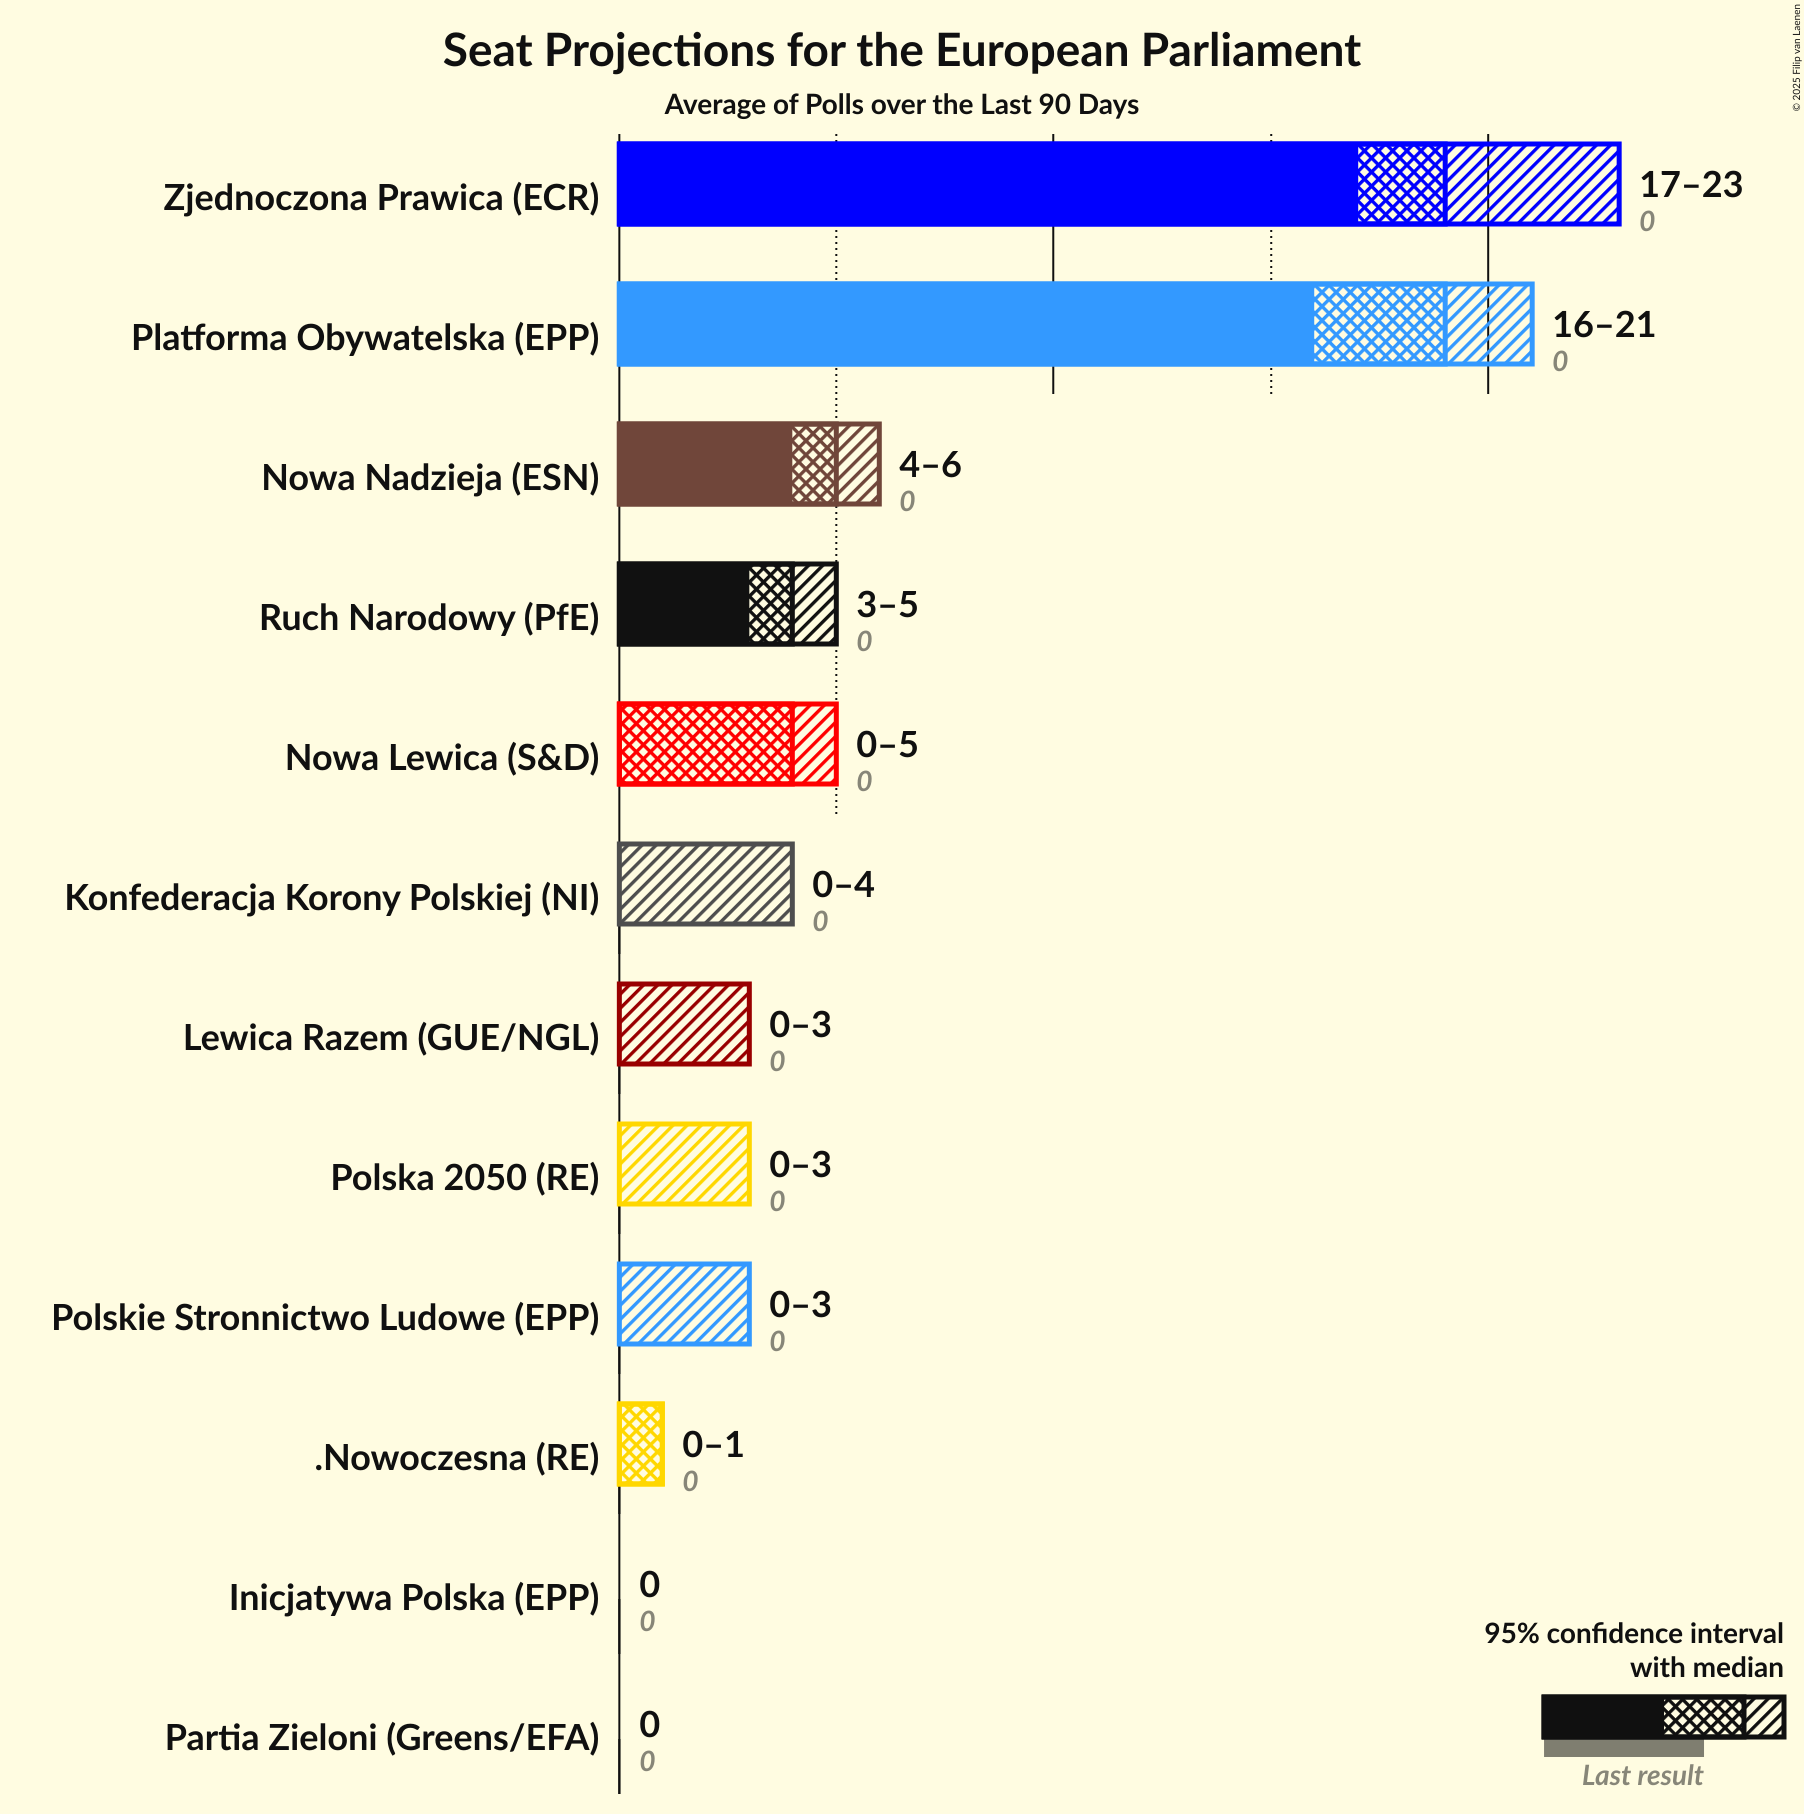 Seat Projections for the European Parliament
Average of Polls over the Last 90 Days
© 2025 Filip van Laenen
Zjednoczona Prawica (ECR)
17–23
0
Platforma Obywatelska (EPP)
16–21
0
Nowa Nadzieja (ESN)
4–6
0
Ruch Narodowy (PfE)
3–5
0
Nowa Lewica (S&D)
0–5
0
Konfederacja Korony Polskiej (NI)
0–4
0
Lewica Razem (GUE/NGL)
0–3
0
Polska 2050 (RE)
0–3
0
Polskie Stronnictwo Ludowe (EPP)
0–3
0
.Nowoczesna (RE)
0–1
0
Inicjatywa Polska (EPP)
0
0
Partia Zieloni (Greens/EFA)
0
0
95% confidence interval
with median
Last result